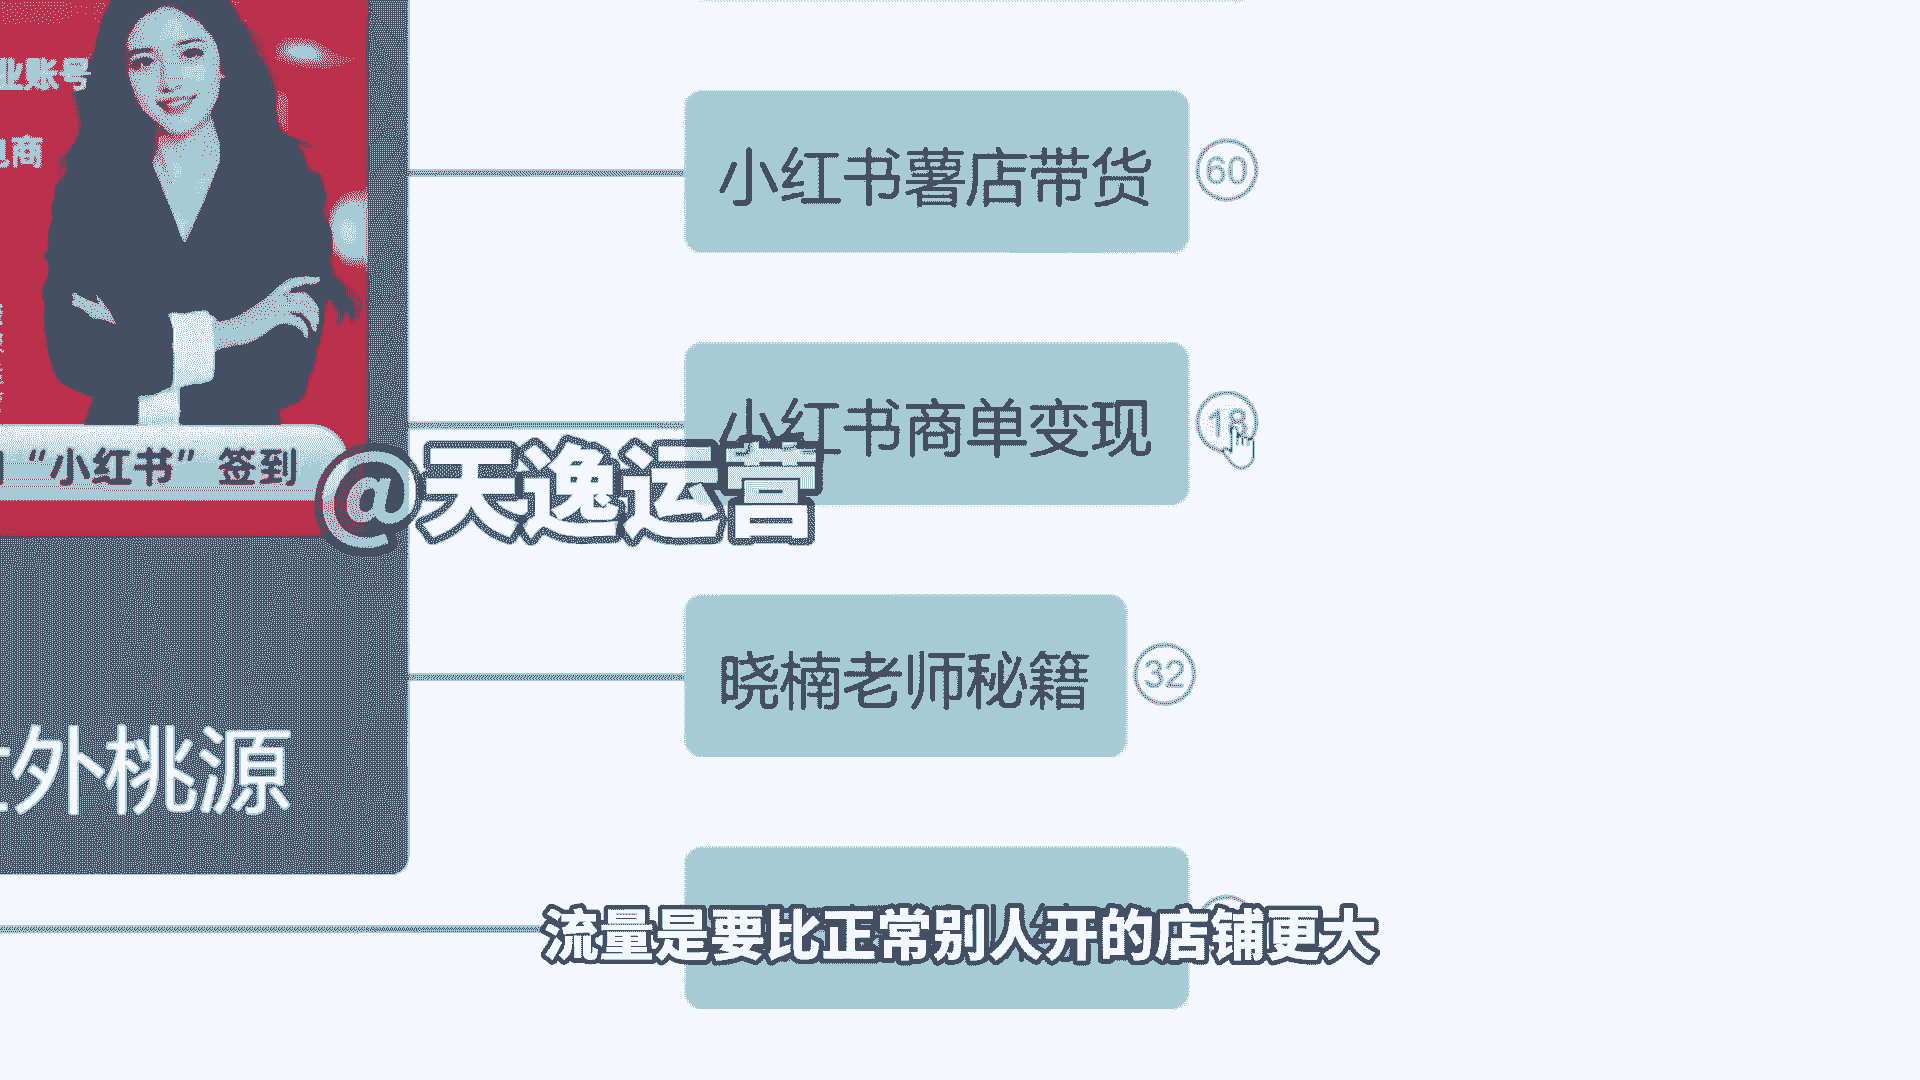 业账号
电商
“小红书”签到
外桃源
小红书薯店带货
60
小红书商单变现
18
@天逸运营
晓楠老师秘籍
32
流量是要比正常别人开的店铺更大